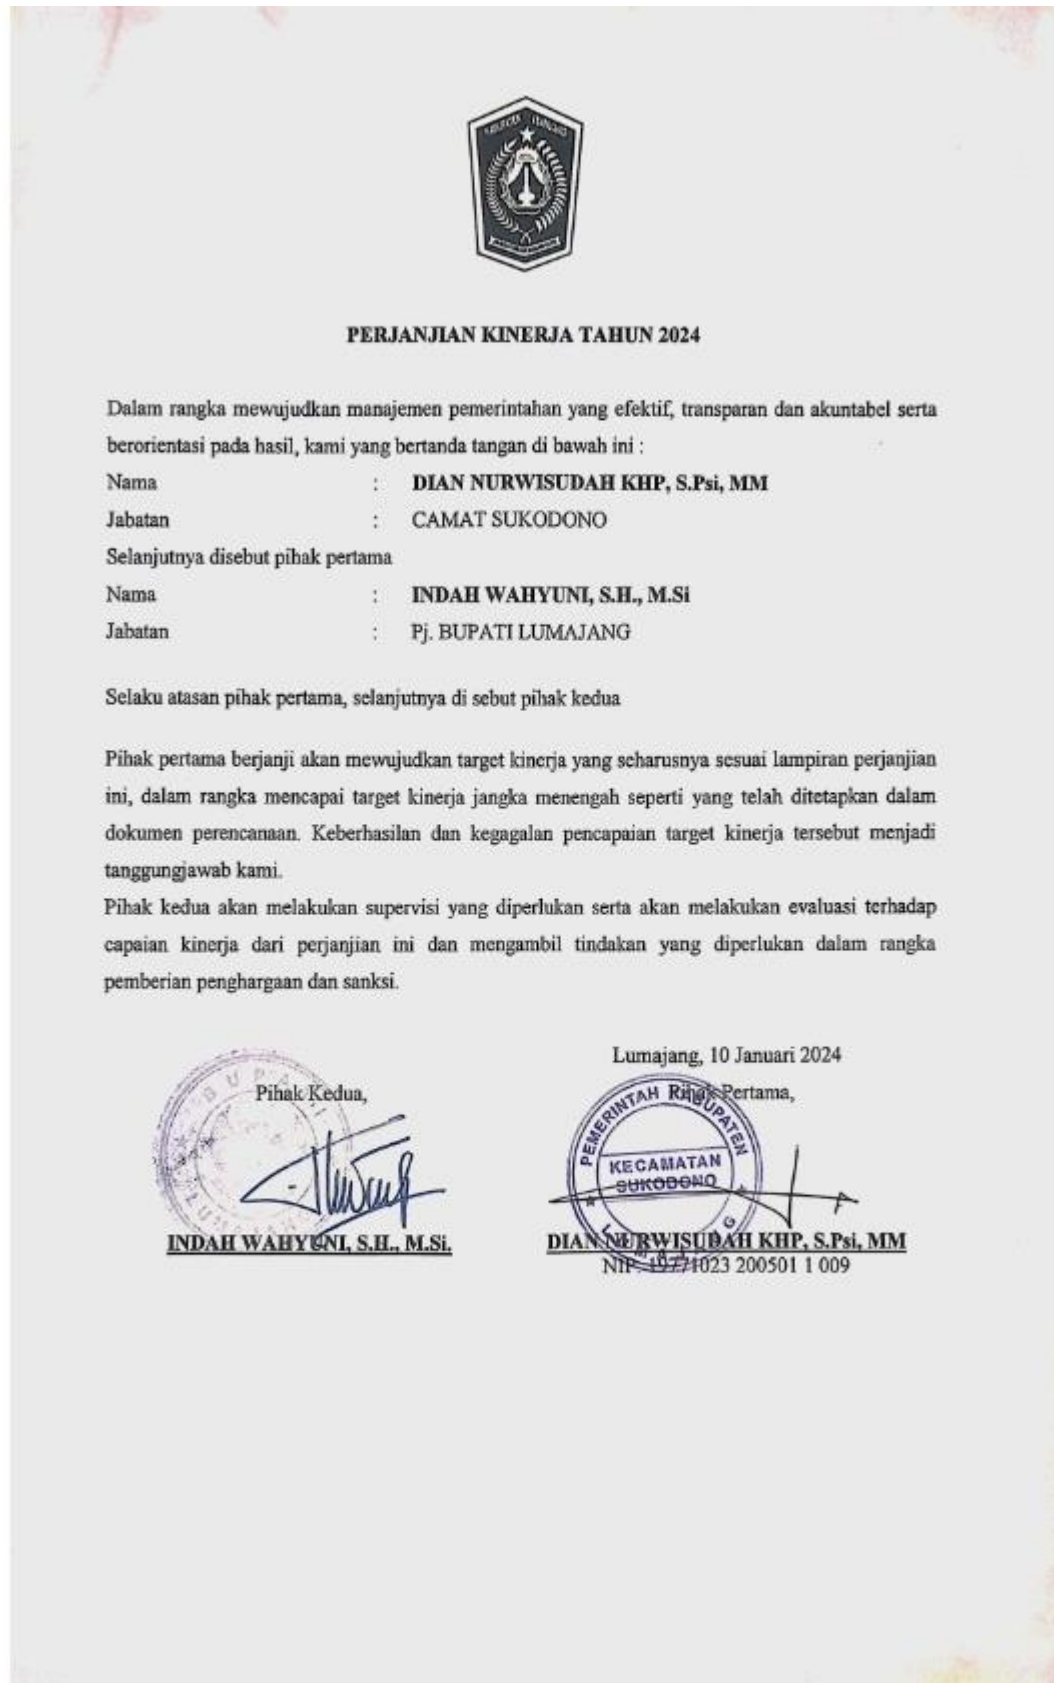 PERJANJIAN KINERJA TAHUN 2024
Dalam rangka mewujudkan manajemen pemerintahan yang efektif, transparan dan akuntabel serta
berorientasi pada hasil, kami yang bertanda tangan di bawah ini :
Nama : DIAN NURWISUDAH KHP, S.Psi, MM
Jabatan : CAMAT SUKODONO
Selanjutnya disebut pihak pertama
Nama : INDAH WAHYUNI, S.H., M.Si
Jabatan : Pj. BUPATI LUMAJANG
Selaku atasan pihak pertama, selanjutnya di sebut pihak kedua
Pihak pertama berjanji akan mewujudkan target kinerja yang seharusnya sesuai lampiran perjanjian
ini, dalam rangka mencapai target kinerja jangka menengah seperti yang telah ditetapkan dalam
dokumen perencanaan. Keberhasilan dan kegagalan pencapaian target kinerja tersebut menjadi
tanggungjawab kami.
Pihak kedua akan melakukan supervisi yang diperlukan serta akan melakukan evaluasi terhadap
capaian kinerja dari perjanjian ini dan mengambil tindakan yang diperlukan dalam rangka
pemberian penghargaan dan sanksi.
Lumajang, 10 Januari 2024
Pihak Kedua,
Pihak Pertama,
BUPATI
LUMAJANG
PEMERINTAH KABUPATEN
KECAMATAN
SUKODONO
LUMAJANG
INDAH WAHYUNI, S.H., M.Si.
DIAN NURWISUDAH KHP, S.Psi, MM
NIP. 19771023 200501 1 009